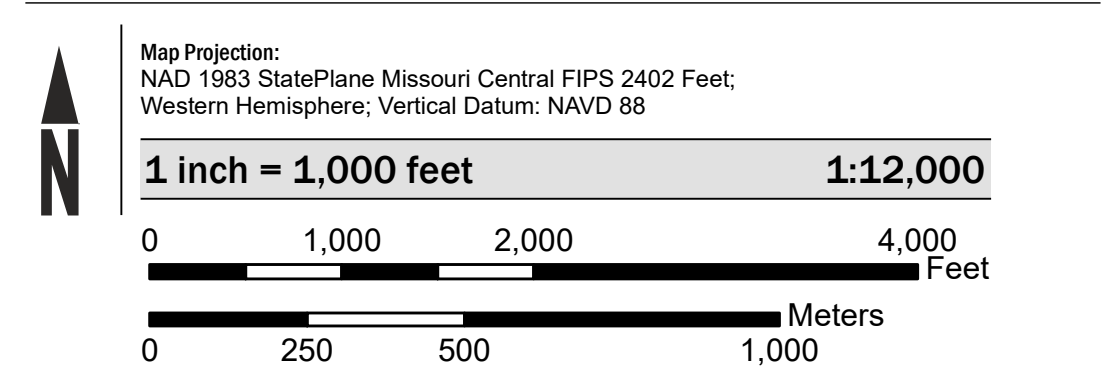 Map Projection:
NAD 1983 StatePlane Missouri Central FIPS 2402 Feet;
Western Hemisphere; Vertical Datum: NAVD 88
N
1 inch = 1,000 feet 1:12,000
0 1,000 2,000 4,000
Feet
Meters
0 250 500 1,000